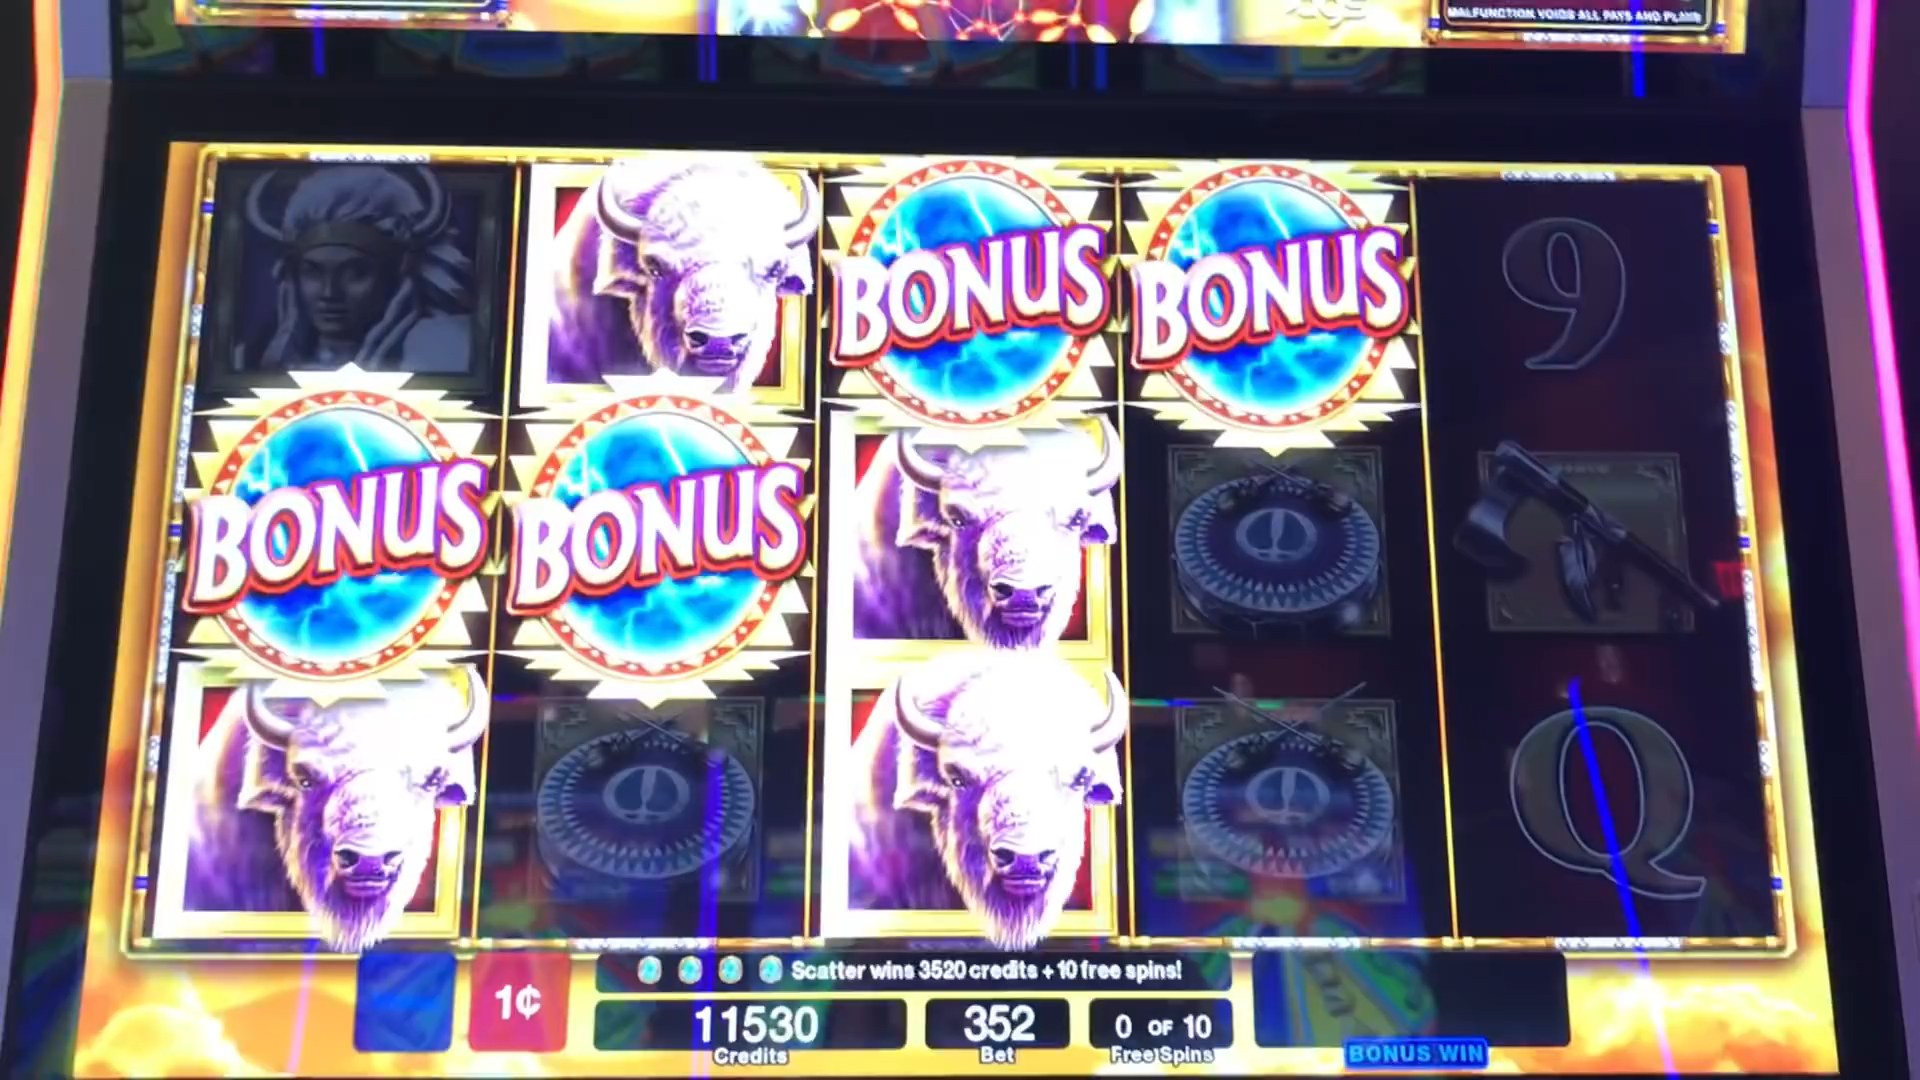 MALFUNCTION VOIDS ALL PAYS AND PLAYS
BONUS
BONUS
9
BONUS
BONUS
Q
Scatter wins 3520 credits + 10 free spins!
1¢
11530
352
0 OF 10
Credits
Bet
Free Spins
BONUS WIN